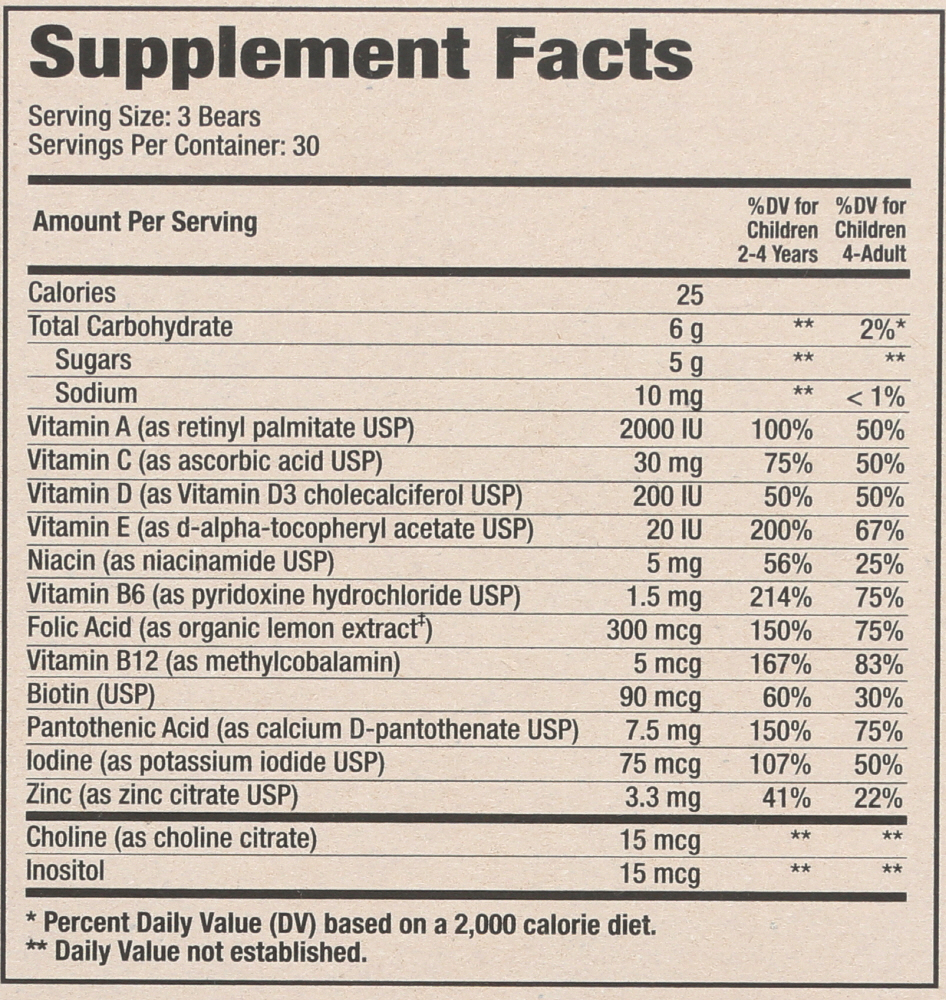 Supplement Facts
Serving Size: 3 Bears
Servings Per Container: 30
Amount Per Serving %DV for Children 2-4 Years %DV for Children 4-Adult
Calories 25
Total Carbohydrate 6 g ** 2%*
Sugars 5 g ** **
Sodium 10 mg ** < 1%
Vitamin A (as retinyl palmitate USP) 2000 IU 100% 50%
Vitamin C (as ascorbic acid USP) 30 mg 75% 50%
Vitamin D (as Vitamin D3 cholecalciferol USP) 200 IU 50% 50%
Vitamin E (as d-alpha-tocopheryl acetate USP) 20 IU 200% 67%
Niacin (as niacinamide USP) 5 mg 56% 25%
Vitamin B6 (as pyridoxine hydrochloride USP) 1.5 mg 214% 75%
Folic Acid (as organic lemon extract‡) 300 mcg 150% 75%
Vitamin B12 (as methylcobalamin) 5 mcg 167% 83%
Biotin (USP) 90 mcg 60% 30%
Pantothenic Acid (as calcium D-pantothenate USP) 7.5 mg 150% 75%
Iodine (as potassium iodide USP) 75 mcg 107% 50%
Zinc (as zinc citrate USP) 3.3 mg 41% 22%
Choline (as choline citrate) 15 mcg ** **
Inositol 15 mcg ** **
* Percent Daily Value (DV) based on a 2,000 calorie diet.
** Daily Value not established.